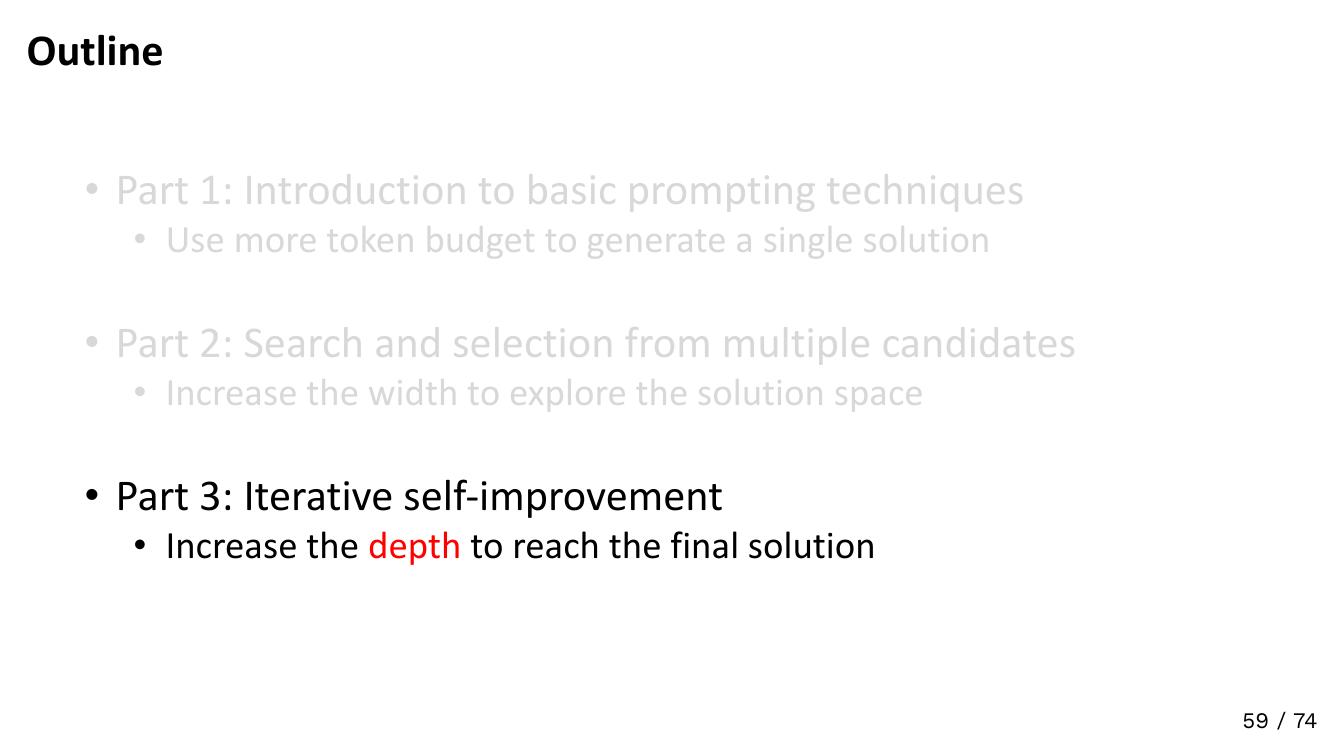 Outline
• Part 1: Introduction to basic prompting techniques
• Use more token budget to generate a single solution
• Part 2: Search and selection from multiple candidates
• Increase the width to explore the solution space
• Part 3: Iterative self-improvement
• Increase the depth to reach the final solution
59 / 74